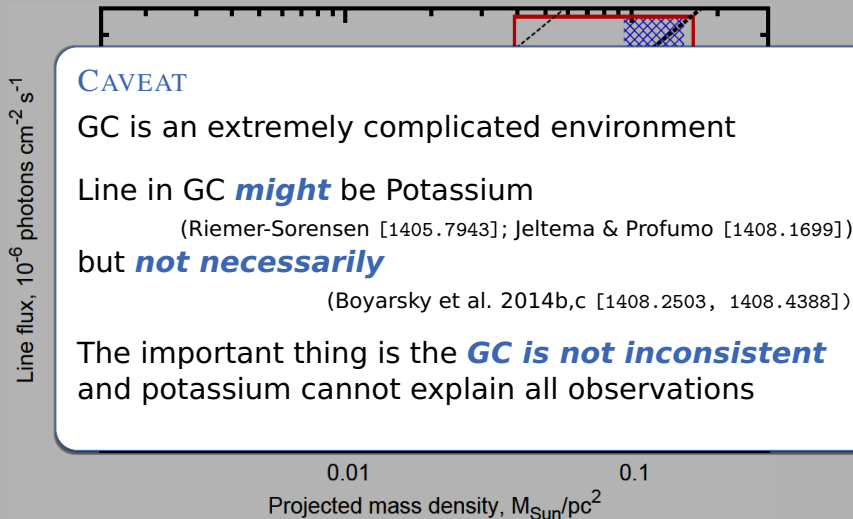 CAVEAT
GC is an extremely complicated environment
Line in GC might be Potassium
(Riemer-Sorensen [1405.7943]; Jeltema & Profumo [1408.1699])
but not necessarily
(Boyarsky et al. 2014b,c [1408.2503, 1408.4388])
The important thing is the GC is not inconsistent
and potassium cannot explain all observations
Line flux, 10⁻⁶ photons cm⁻² s⁻¹
0.01 0.1
Projected mass density, M_Sun/pc²